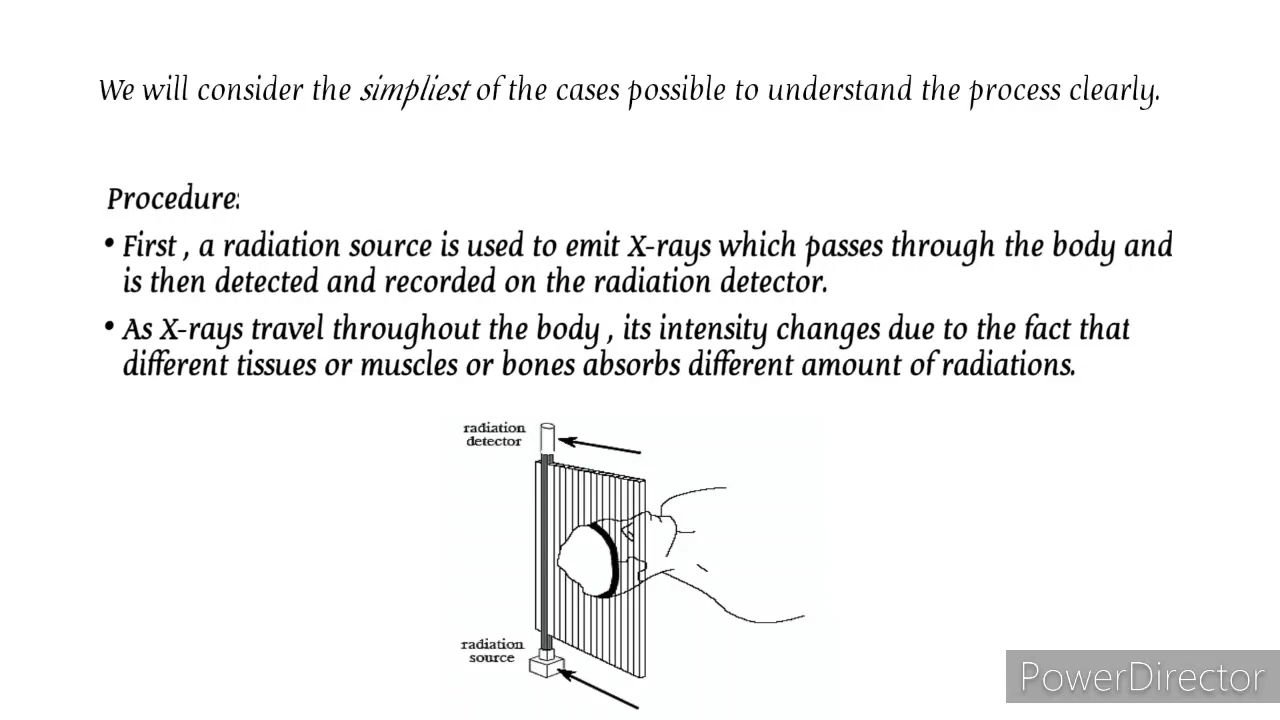 We will consider the simpliest of the cases possible to understand the process clearly.
Procedure:
• First , a radiation source is used to emit X-rays which passes through the body and
is then detected and recorded on the radiation detector.
• As X-rays travel throughout the body , its intensity changes due to the fact that
different tissues or muscles or bones absorbs different amount of radiations.
radiation
detector
radiation
source
PowerDirector